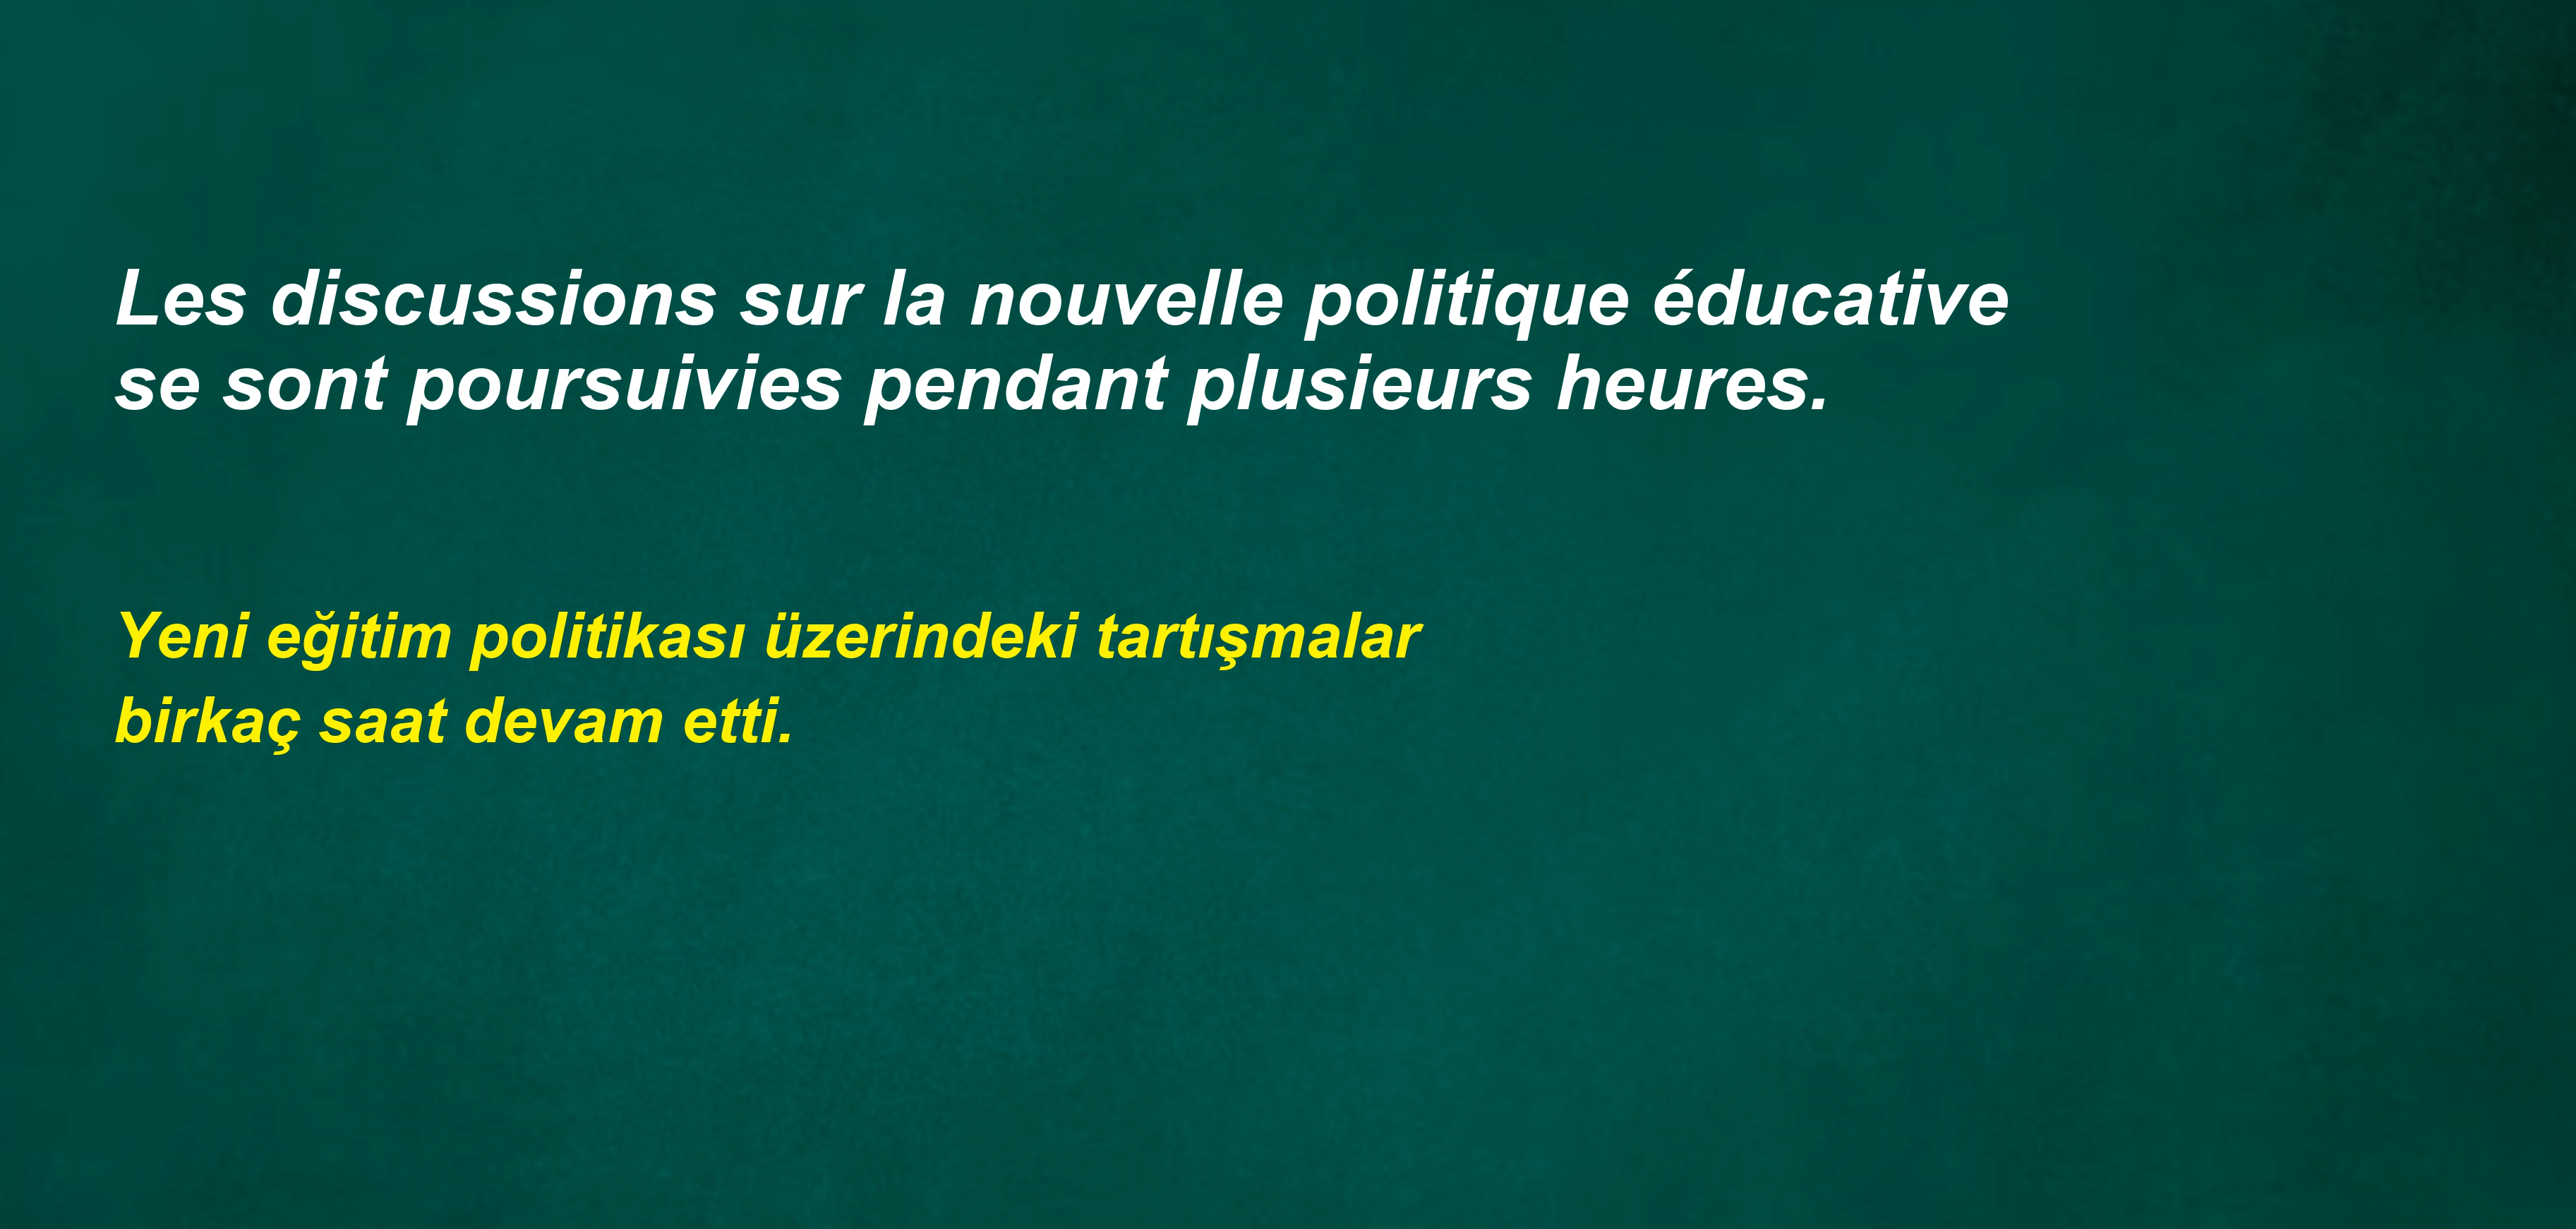 Les discussions sur la nouvelle politique éducative
se sont poursuivies pendant plusieurs heures.
Yeni eğitim politikası üzerindeki tartışmalar
birkaç saat devam etti.